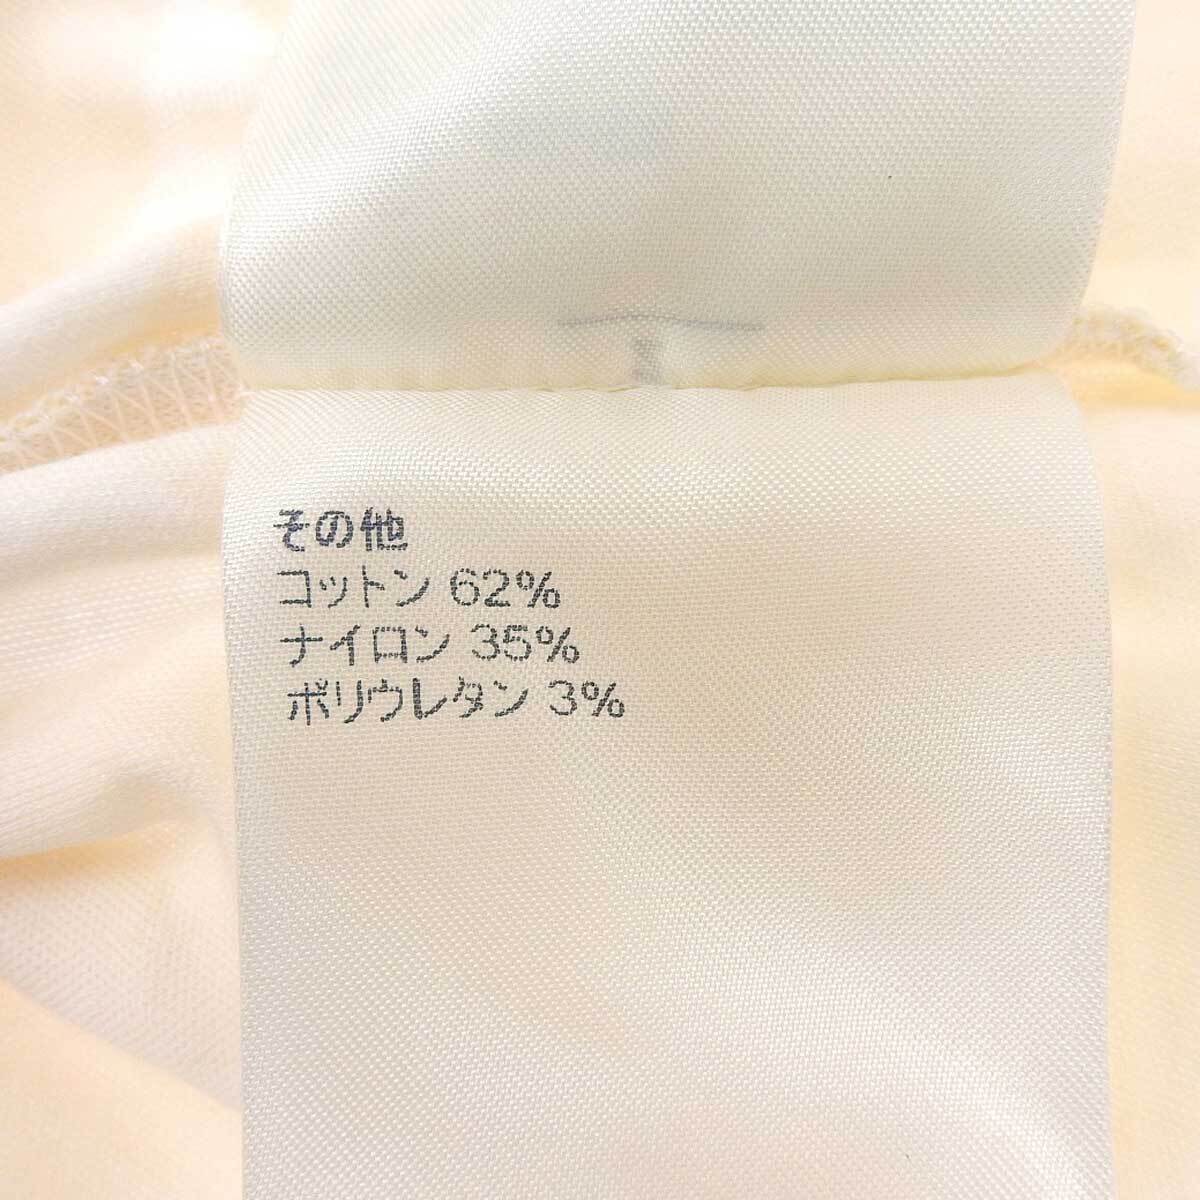 その他
コットン 62%
ナイロン 35%
ポリウレタン 3%